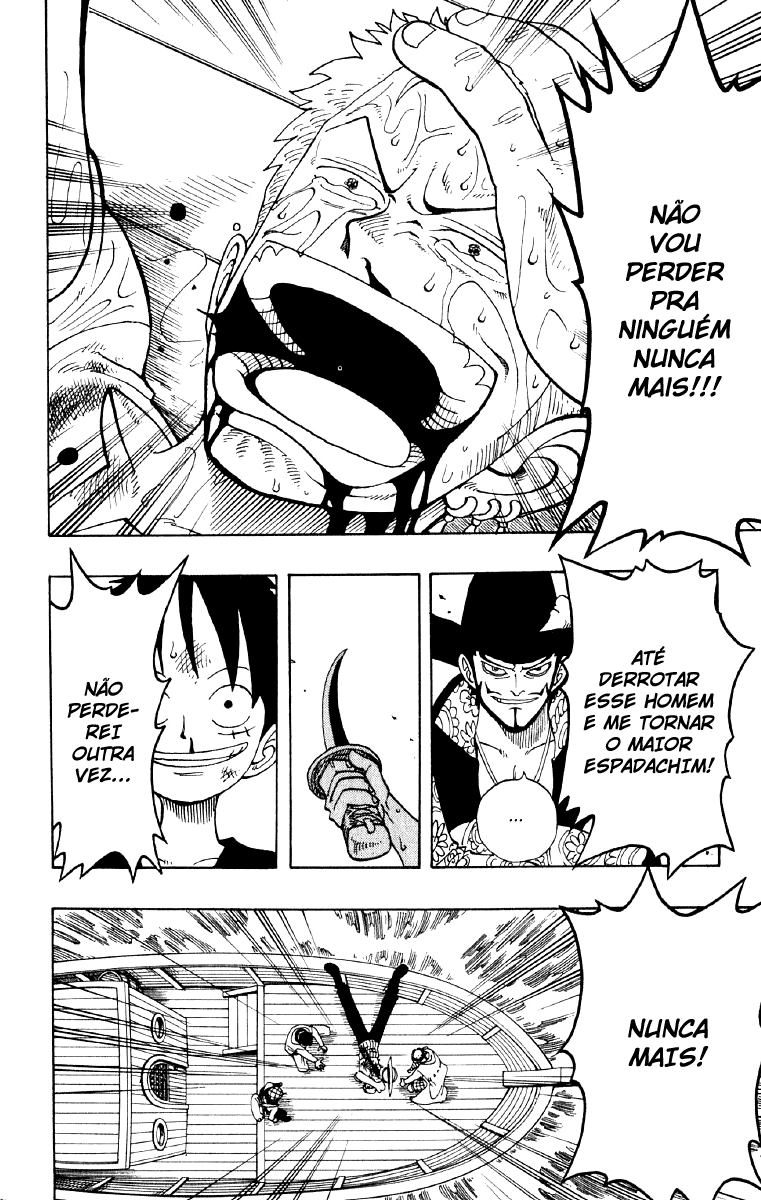 NÃO
VOU
PERDER
PRA
NINGUÉM
NUNCA
MAIS!!!
ATÉ
DERROTAR
ESSE HOMEM
E ME TORNAR
O MAIOR
ESPADACHIM!
...
NÃO
PERDE-
REI
OUTRA
VEZ...
NUNCA
MAIS!